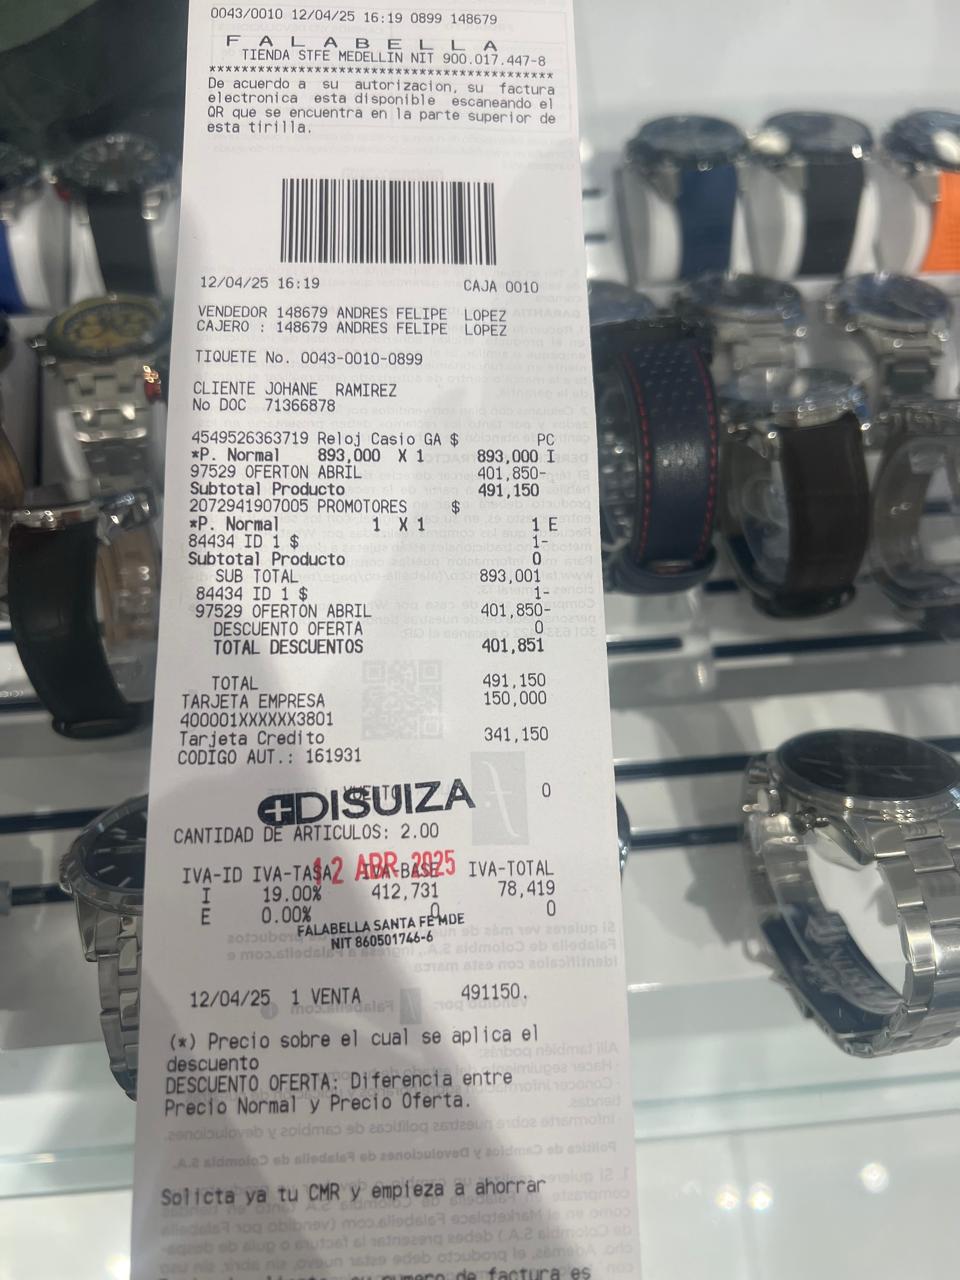 0043/0010 12/04/25 16:19 0899 148679
F A L A B E L L A
TIENDA STFE MEDELLIN NIT 900.017.447-8
******************************************
De acuerdo a su autorizacion, su factura
electronica esta disponible escaneando el
QR que se encuentra en la parte superior de
esta tirilla.
12/04/25 16:19 CAJA 0010
VENDEDOR 148679 ANDRES FELIPE LOPEZ
CAJERO : 148679 ANDRES FELIPE LOPEZ
TIQUETE No. 0043-0010-0899
CLIENTE JOHANE RAMIREZ
No DOC 71366878
4549526363719 Reloj Casio GA $ PC
*P. Normal 893,000 X 1 893,000 I
97529 OFERTON ABRIL 401,850-
Subtotal Producto 491,150
2072941907005 PROMOTORES $
*P. Normal 1 X 1 1 E
84434 ID 1 $ 1-
Subtotal Producto 0
SUB TOTAL 893,001
84434 ID 1 $ 1-
97529 OFERTON ABRIL 401,850-
DESCUENTO OFERTA 0
TOTAL DESCUENTOS 401,851
TOTAL 491,150
TARJETA EMPRESA 150,000
400001XXXXXX3801
Tarjeta Credito 341,150
CODIGO AUT.: 161931
VUELTO 0
DISUIZA
CANTIDAD DE ARTICULOS: 2.00
12 ABR 2025
IVA-ID IVA-TASA IVA-BASE IVA-TOTAL
I 19.00% 412,731 78,419
E 0.00% 0 0
FALABELLA SANTA FE MDE
NIT 860501746-6
12/04/25 1 VENTA 491150.
(*) Precio sobre el cual se aplica el
descuento
DESCUENTO OFERTA: Diferencia entre
Precio Normal y Precio Oferta.
Solicta ya tu CMR y empieza a ahorrar
numero de factura es